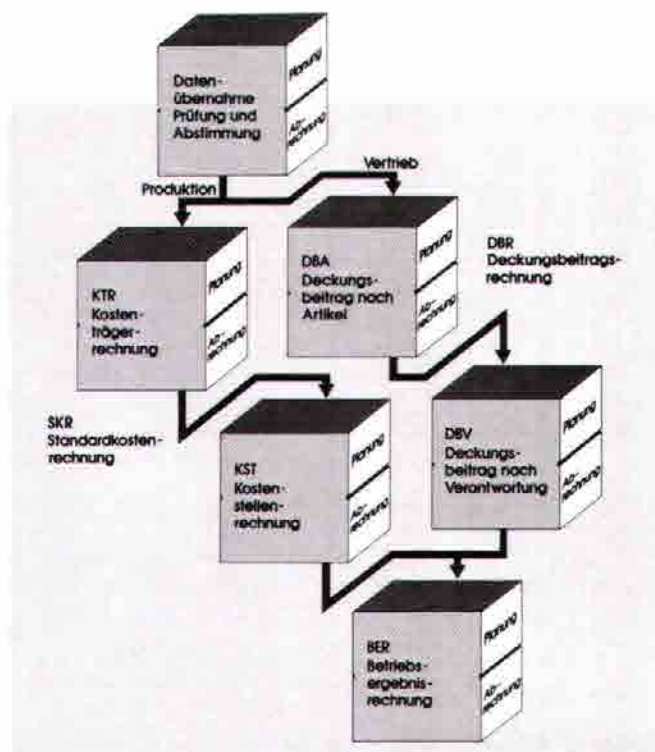 Daten-
übernahme
Prüfung und
Abstimmung
Planung
Ab-
rechnung
Produktion
Vertrieb
KTR
Kosten-
träger-
rechnung
Planung
Ab-
rechnung
DBA
Deckungs-
beitrag nach
Artikel
Planung
Ab-
rechnung
DBR
Deckungsbeitrags-
rechnung
SKR
Standardkosten-
rechnung
KST
Kosten-
stellen-
rechnung
Planung
Ab-
rechnung
DBV
Deckungs-
beitrag nach
Verantwortung
Planung
Ab-
rechnung
BER
Betriebs-
ergebnis-
rechnung
Planung
Ab-
rechnung